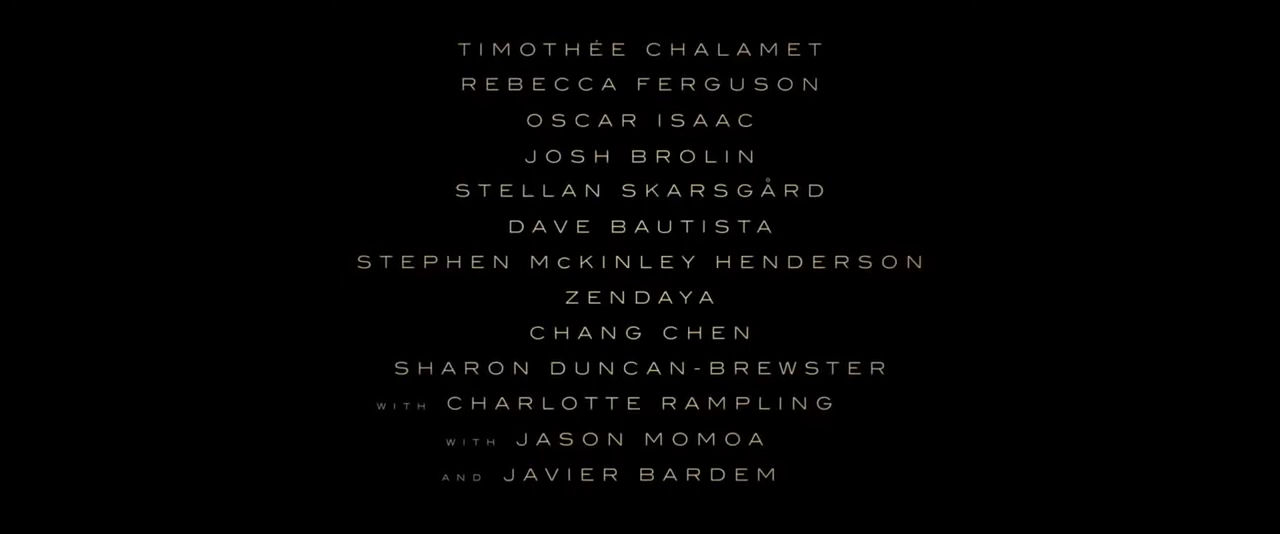 TIMOTHÉE CHALAMET
REBECCA FERGUSON
OSCAR ISAAC
JOSH BROLIN
STELLAN SKARSGÅRD
DAVE BAUTISTA
STEPHEN McKINLEY HENDERSON
ZENDAYA
CHANG CHEN
SHARON DUNCAN-BREWSTER
WITH CHARLOTTE RAMPLING
WITH JASON MOMOA
AND JAVIER BARDEM